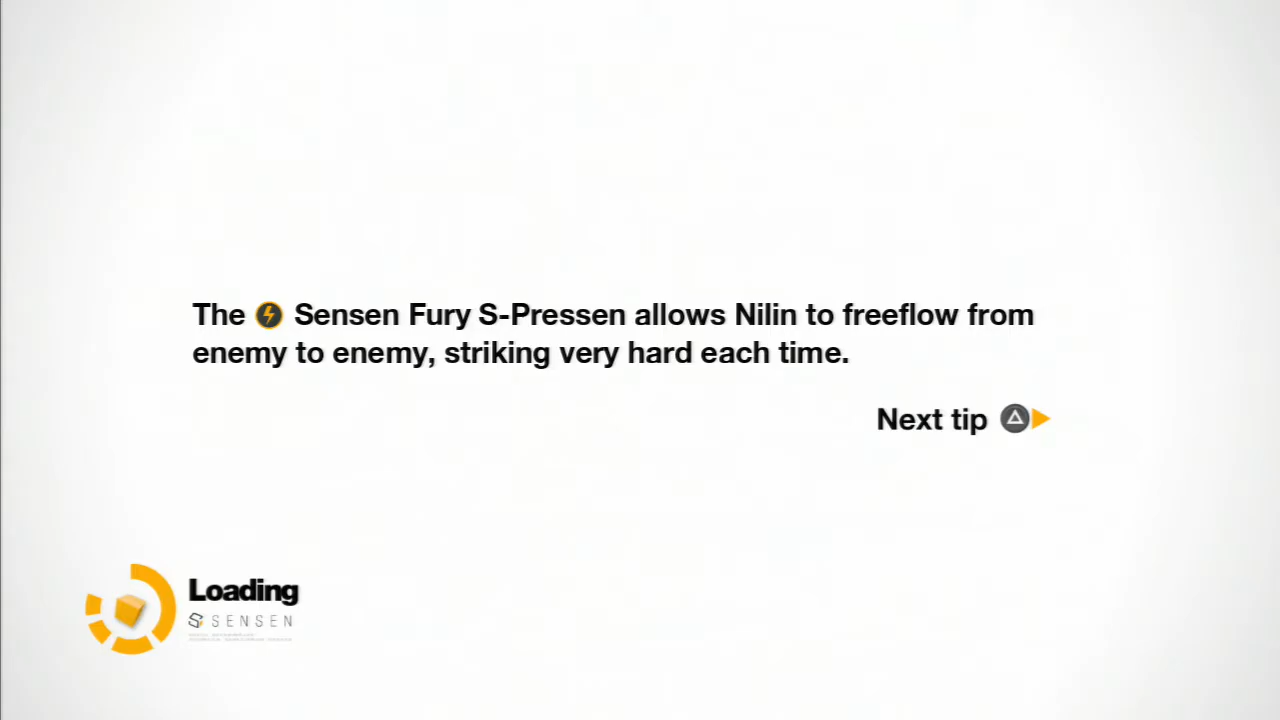 The Sensen Fury S-Pressen allows Nilin to freeflow from
enemy to enemy, striking very hard each time.
Next tip
Loading
SENSEN